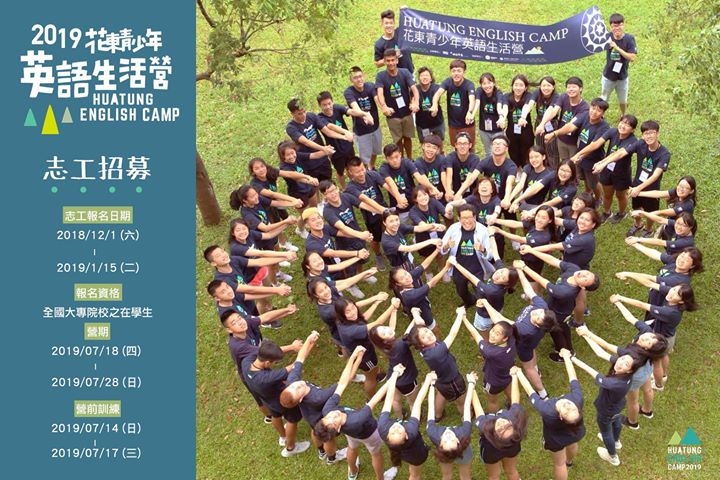 2019 花東青少年
英語生活營
HUATUNG
ENGLISH CAMP
志工招募
志工報名日期
2018/12/1 (六)
–
2019/1/15 (二)
報名資格
全國大專院校之在學生
營期
2019/07/18 (四)
–
2019/07/28 (日)
營前訓練
2019/07/14 (日)
–
2019/07/17 (三)
HUATUNG ENGLISH CAMP
花東青少年英語生活營
HUATUNG
ENGLISH
CAMP2019